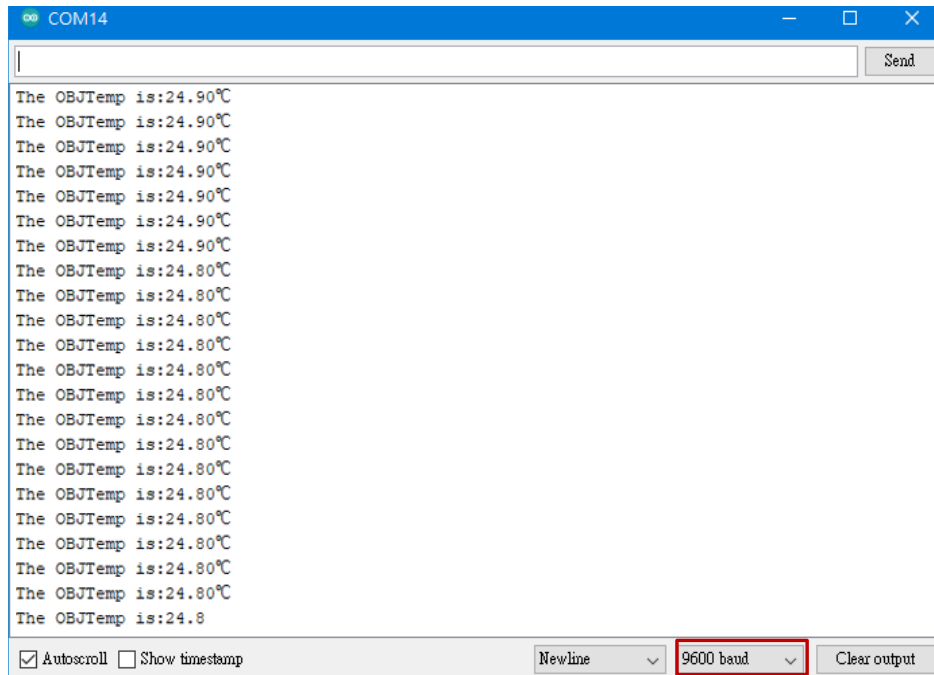 COM14
Send
The OBJTemp is:24.90℃
The OBJTemp is:24.90℃
The OBJTemp is:24.90℃
The OBJTemp is:24.90℃
The OBJTemp is:24.90℃
The OBJTemp is:24.90℃
The OBJTemp is:24.90℃
The OBJTemp is:24.80℃
The OBJTemp is:24.80℃
The OBJTemp is:24.80℃
The OBJTemp is:24.80℃
The OBJTemp is:24.80℃
The OBJTemp is:24.80℃
The OBJTemp is:24.80℃
The OBJTemp is:24.80℃
The OBJTemp is:24.80℃
The OBJTemp is:24.80℃
The OBJTemp is:24.80℃
The OBJTemp is:24.80℃
The OBJTemp is:24.80℃
The OBJTemp is:24.80℃
The OBJTemp is:24.8
Autoscroll Show timestamp Newline 9600 baud Clear output